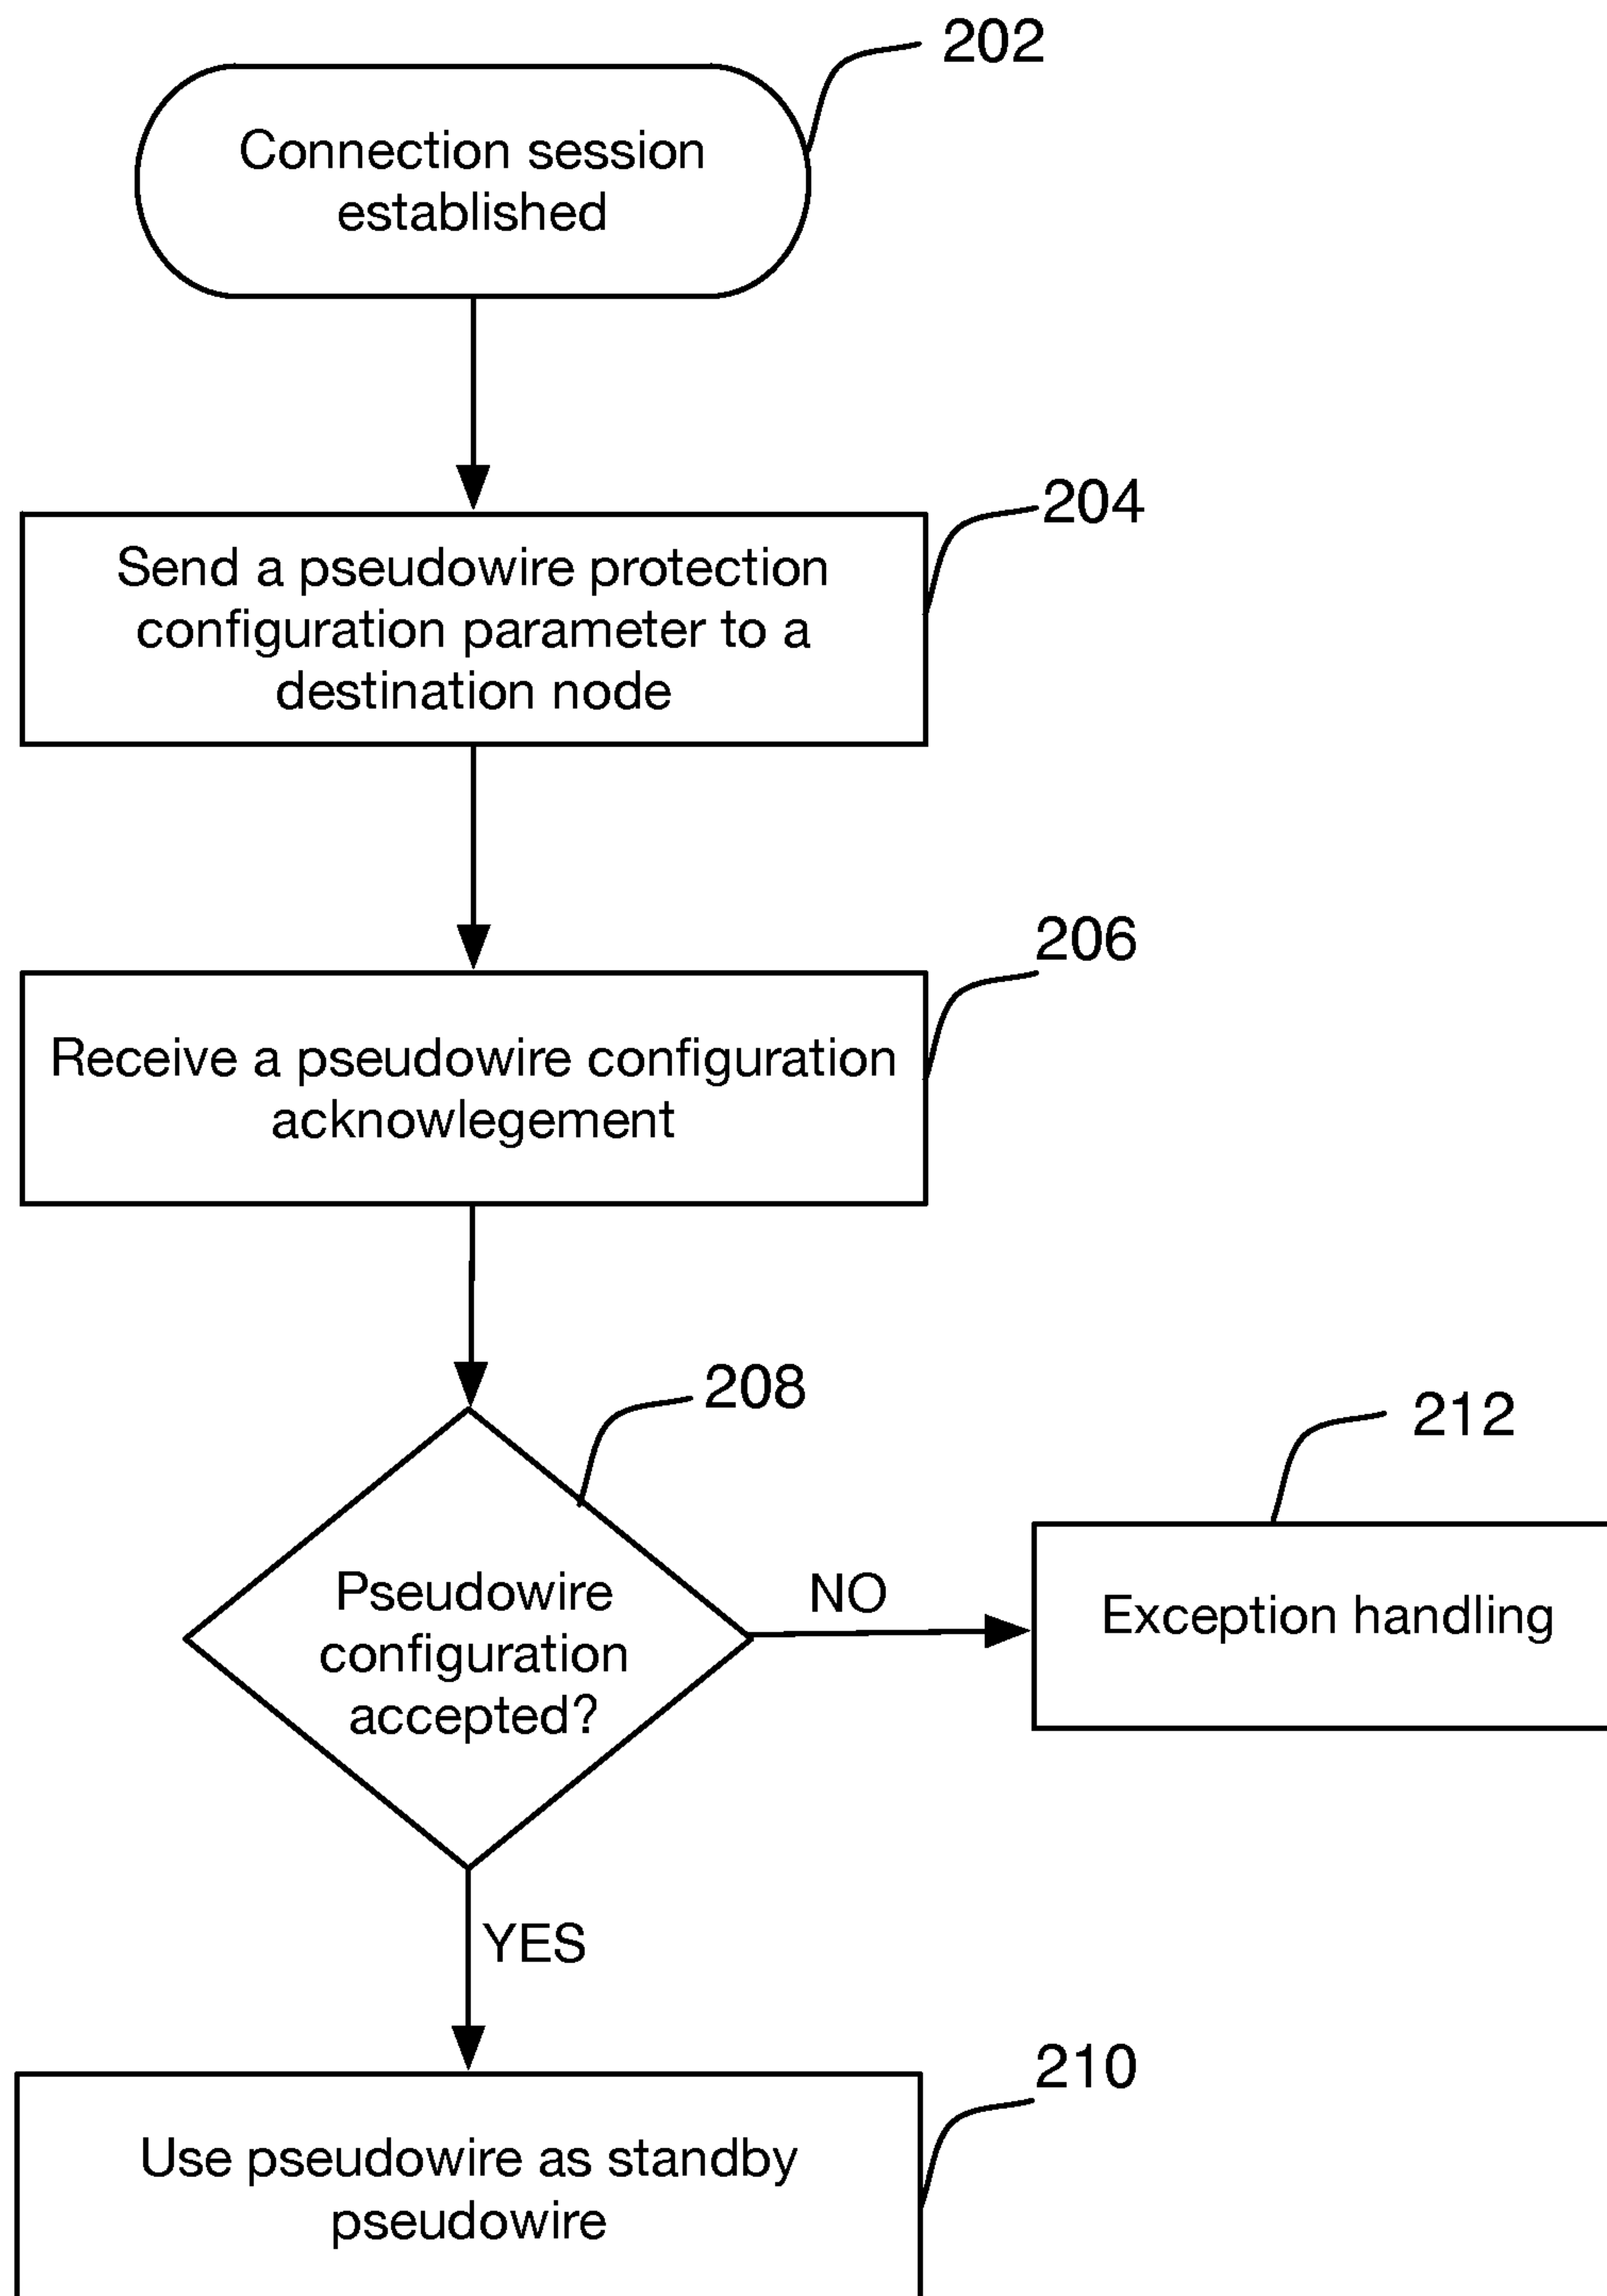 202
Connection session
established
204
Send a pseudowire protection
configuration parameter to a
destination node
206
Receive a pseudowire configuration
acknowlegement
208
Pseudowire
configuration
accepted?
NO
212
Exception handling
YES
210
Use pseudowire as standby
pseudowire